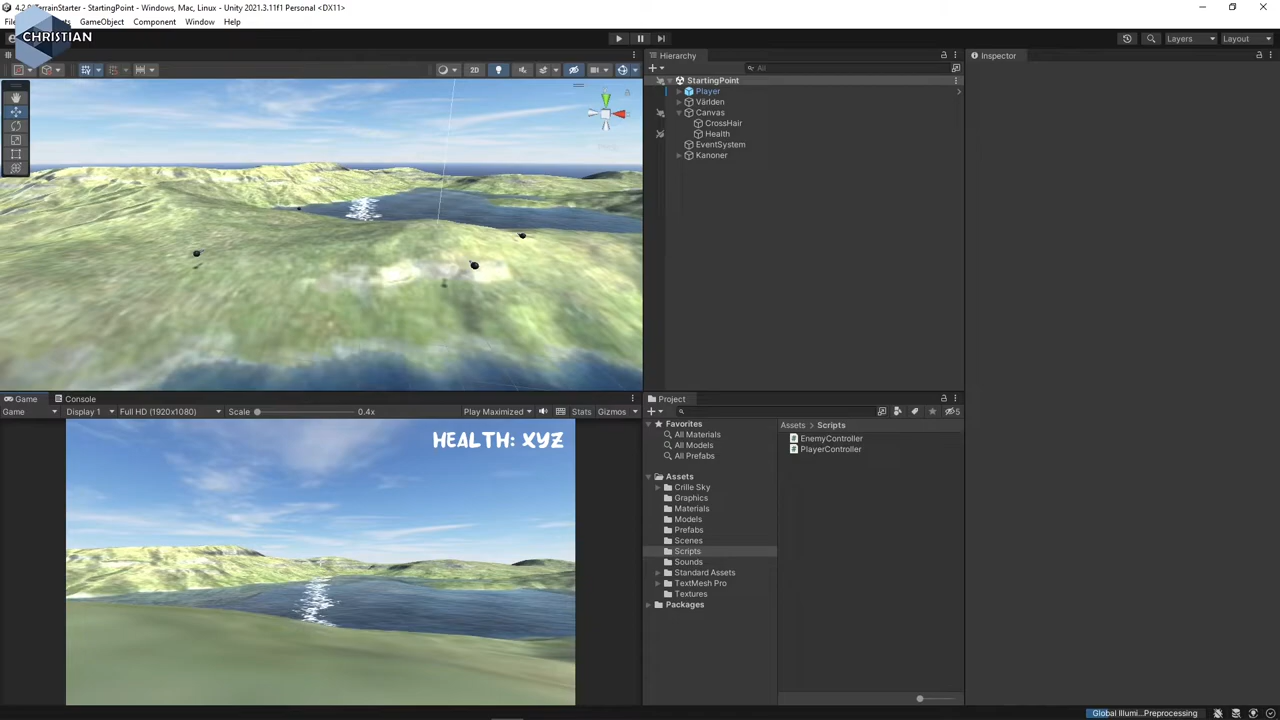 4.2.0 TerrainStarter - StartingPoint - Windows, Mac, Linux - Unity 2021.3.11f1 Personal <DX11>
GameObject Component Window Help
CHRISTIAN
Layers Layout
2D
Hierarchy
All
StartingPoint
Player
Världen
Canvas
CrossHair
Health
EventSystem
Kanoner
Inspector
Game Console
Game Display 1 Full HD (1920x1080) Scale 0.4x Play Maximized Stats Gizmos
HEALTH: XYZ
Project
5
Favorites
All Materials
All Models
All Prefabs
Assets
Crille Sky
Graphics
Materials
Models
Prefabs
Scenes
Scripts
Sounds
Standard Assets
TextMesh Pro
Textures
Packages
Assets > Scripts
EnemyController
PlayerController
Global Illumi...Preprocessing